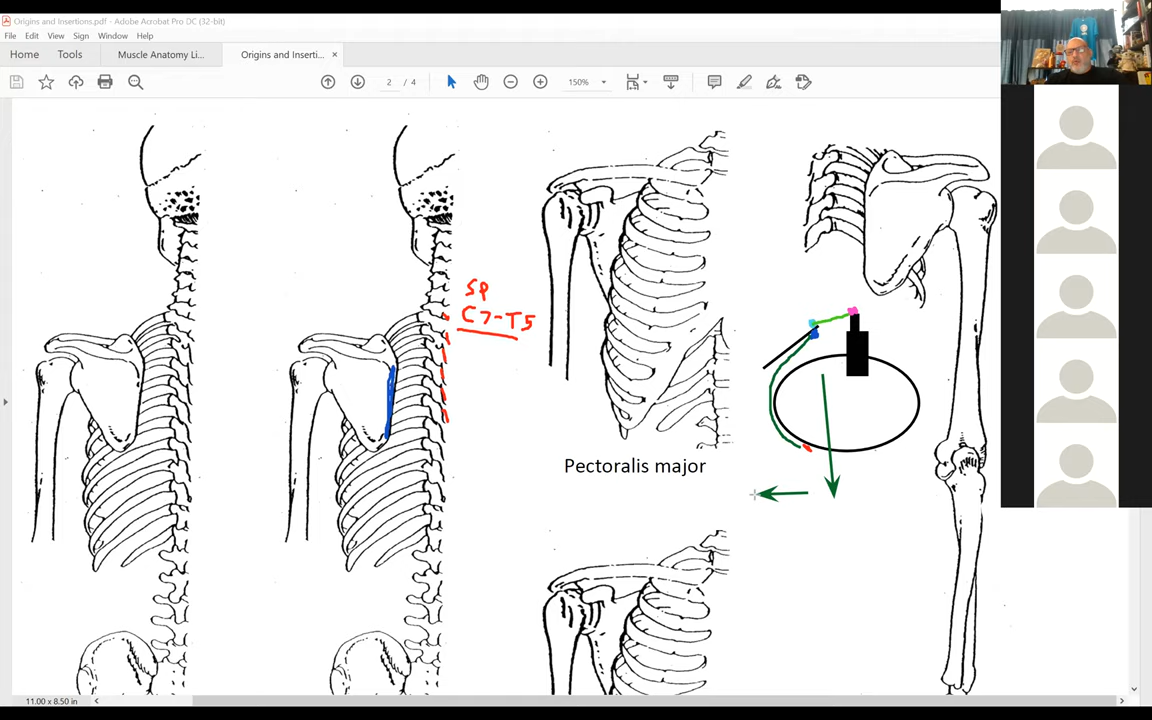 Origins and Insertions.pdf - Adobe Acrobat Pro DC (32-bit)
File Edit View Sign Window Help
Home Tools Muscle Anatomy Li... Origins and Inserti... ×
2 / 4 150%
SP
C7-T5
Pectoralis major
11.00 x 8.50 in